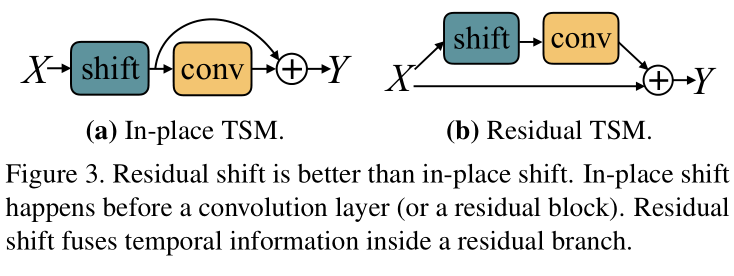 X shift conv + Y
X shift conv + Y
(a) In-place TSM.
(b) Residual TSM.
Figure 3. Residual shift is better than in-place shift. In-place shift
happens before a convolution layer (or a residual block). Residual
shift fuses temporal information inside a residual branch.